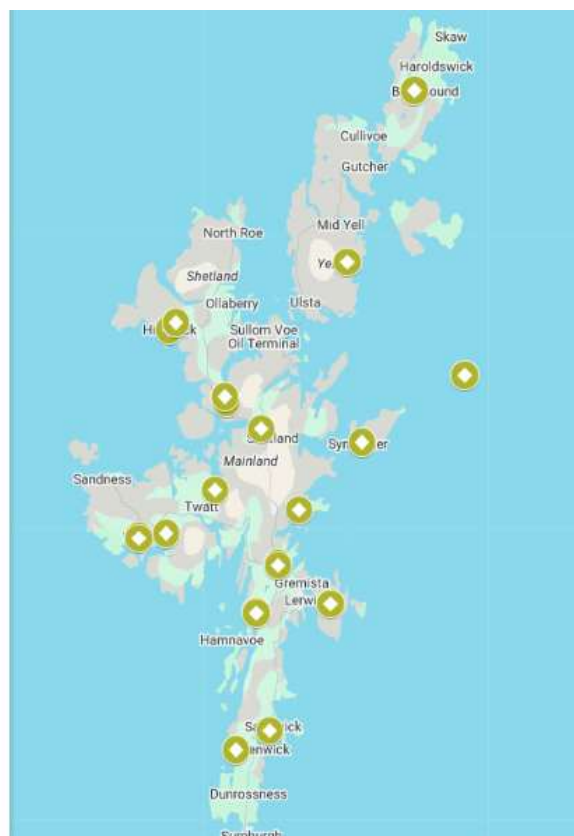 Skaw
Haroldswick
Cullivoe
Gutcher
Mid Yell
North Roe
Shetland
Ollaberry
Ulsta
Sullom Voe
Oil Terminal
Mainland
Sandness
Twatt
Gremista
Hamnavoe
Dunrossness